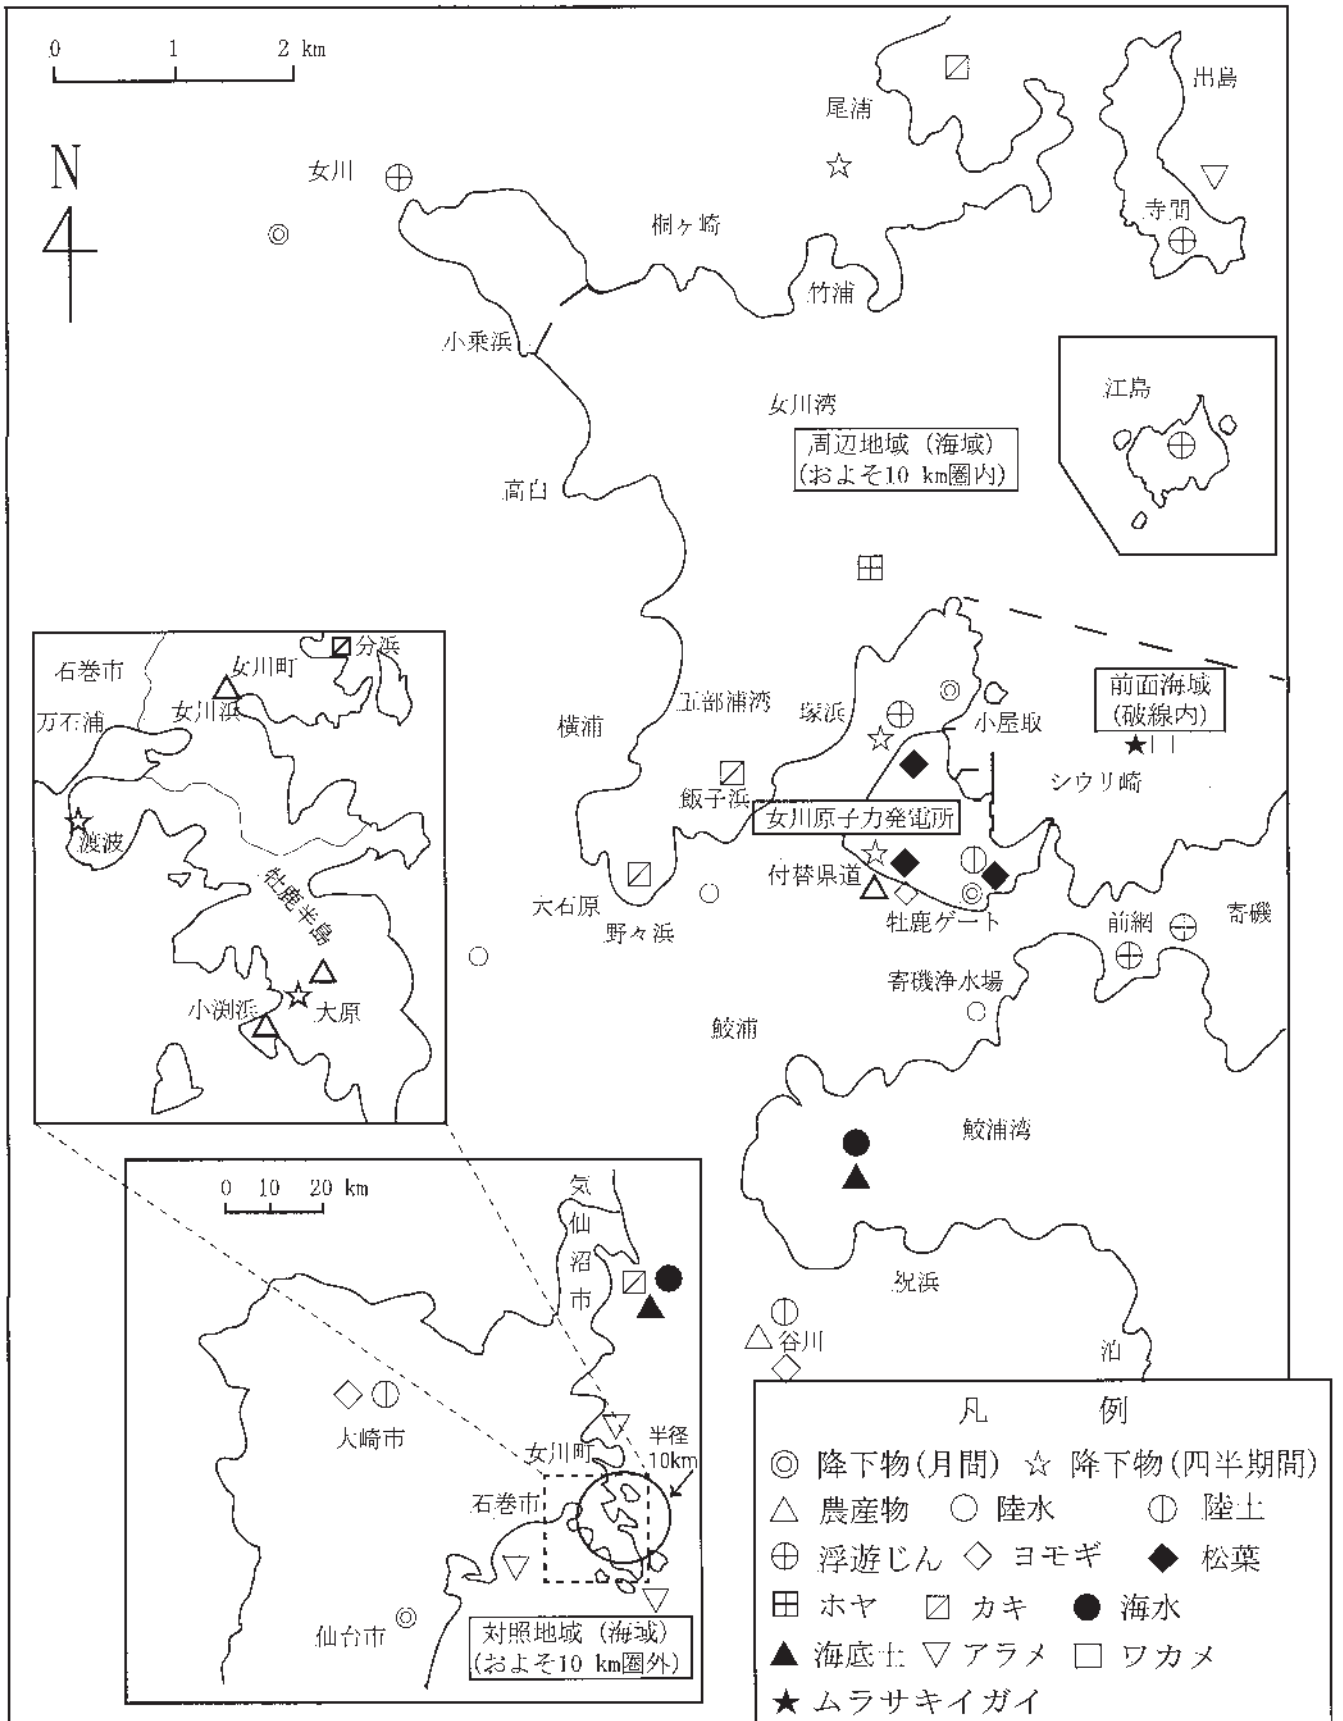 0 1 2 km
N
尾浦
出島
女川
寺間
桐ヶ崎
竹浦
小乗浜
江島
女川湾
周辺地域（海域）
(およそ10 km圏内)
高白
前面海域
(破線内)
小屋取
塚浜
五部浦湾
横浦
シウリ崎
飯子浜
女川原子力発電所
付替県道
大石原
野々浜
牡鹿ゲート
前網
寄磯
寄磯浄水場
鮫浦
鮫浦湾
祝浜
谷川
泊
分浜
石巻市
女川町
女川浜
万石浦
渡波
牡鹿半島
小渕浜
大原
0 10 20 km
気仙沼市
大崎市
女川町
半径
10km
石巻市
仙台市
対照地域（海域）
(およそ10 km圏外)
凡 例
◎ 降下物(月間) ☆ 降下物(四半期間)
△ 農産物 ○ 陸水 ⦶ 陸土
⊕ 浮遊じん ◇ ヨモギ ◆ 松葉
⊞ ホヤ ⍁ カキ ● 海水
▲ 海底土 ▽ アラメ □ ワカメ
★ ムラサキイガイ